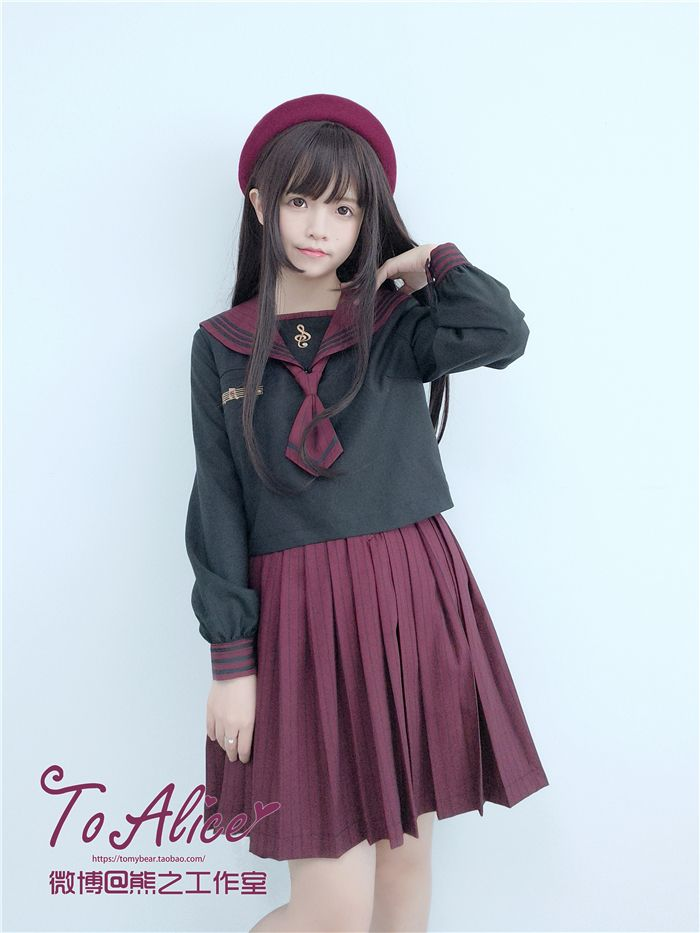 To Alice
https://tomybear.taobao.com/
微博@熊之工作室